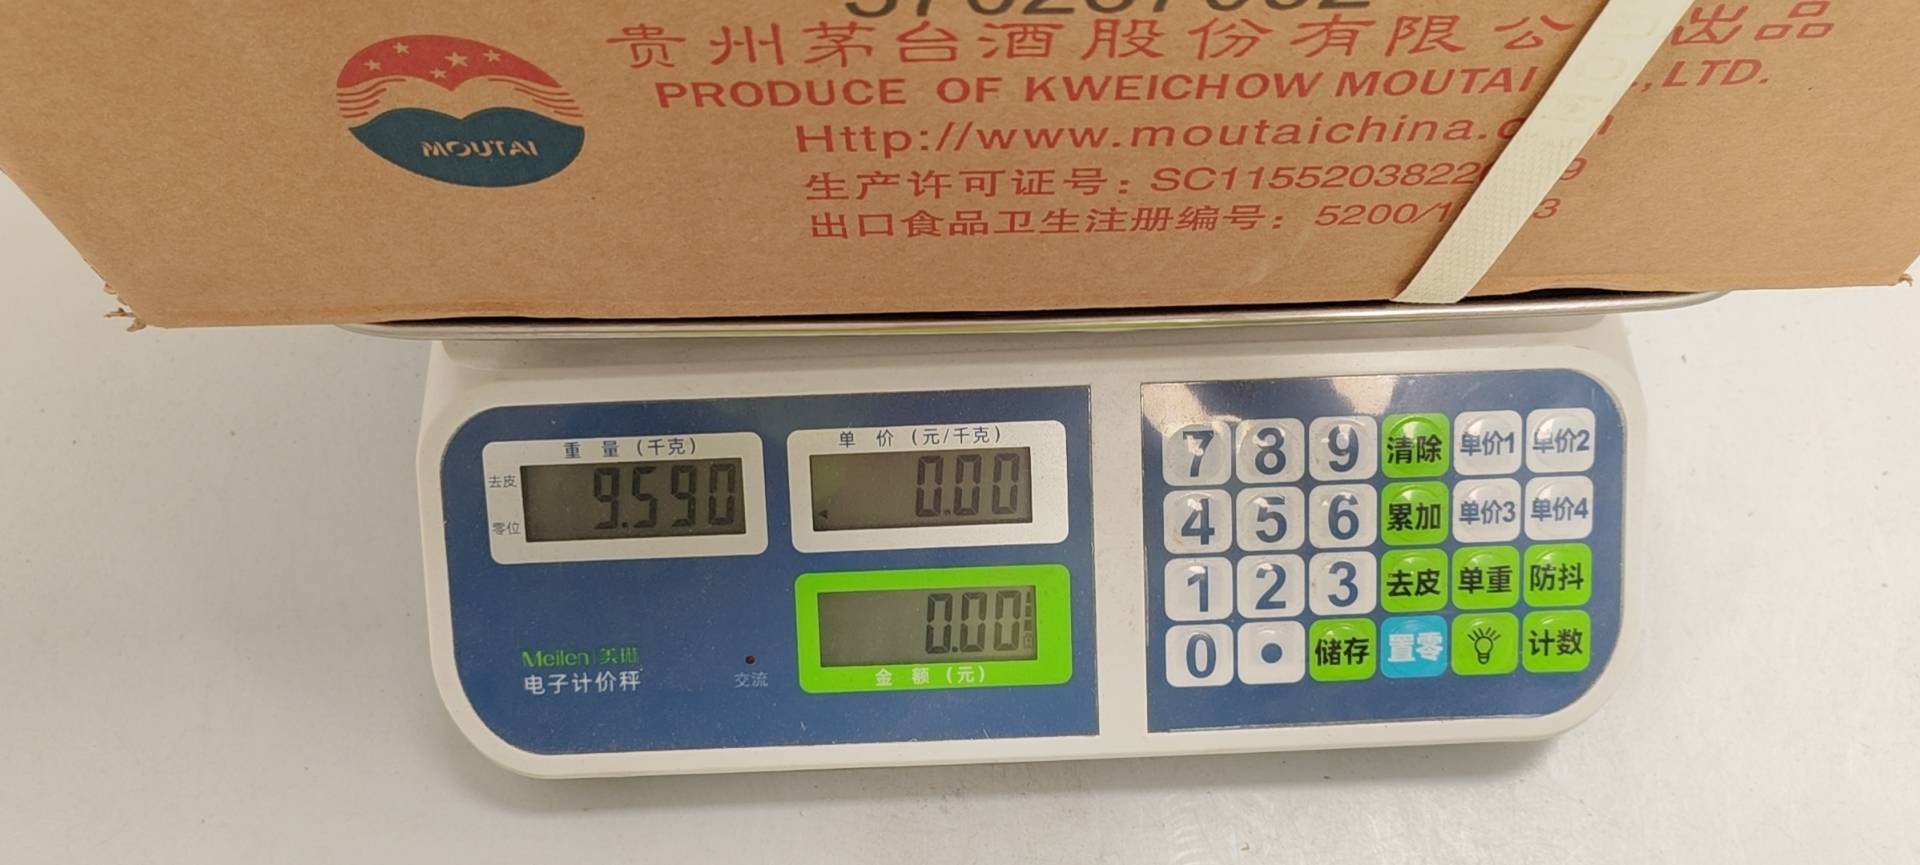 贵州茅台酒股份有限公 出品
PRODUCE OF KWEICHOW MOUTAI ,LTD.
MOUTAI
Http://www.moutaichina.
生产许可证号:SC1155203822
出口食品卫生注册编号:5200/1
重量(千克)
单价(元/千克)
去皮
9.590
0.00
零位
0.00
金额(元)
Meilen 美琳
电子计价秤
交流
7 8 9 清除 单价1 单价2
4 5 6 累加 单价3 单价4
1 2 3 去皮 单重 防抖
0 • 储存 置零 计数